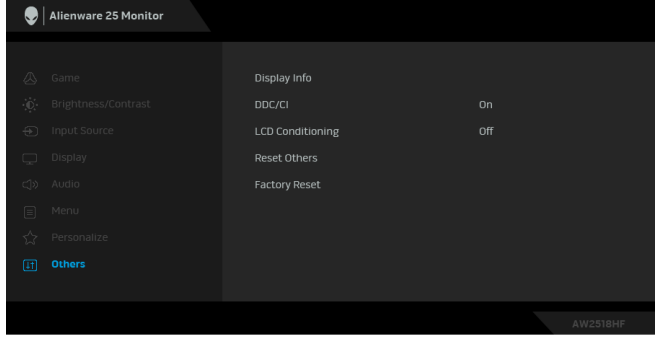 Alienware 25 Monitor
Game
Brightness/Contrast
Input Source
Display
Audio
Menu
Personalize
Others
Display Info
DDC/CI On
LCD Conditioning Off
Reset Others
Factory Reset
AW2518HF